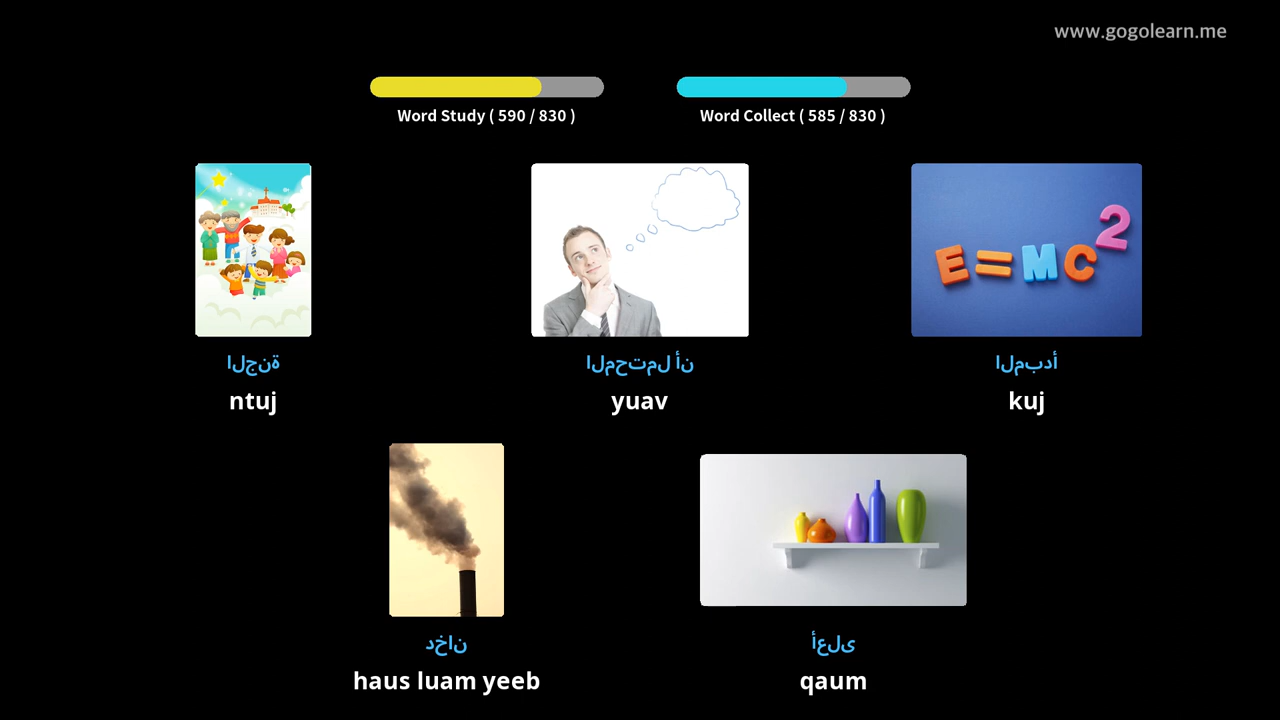 www.gogolearn.me
Word Study ( 590 / 830 )
Word Collect ( 585 / 830 )
E=MC²
الجنة
ntuj
المحتمل أن
yuav
المبدأ
kuj
دخان
haus luam yeeb
أعلى
qaum